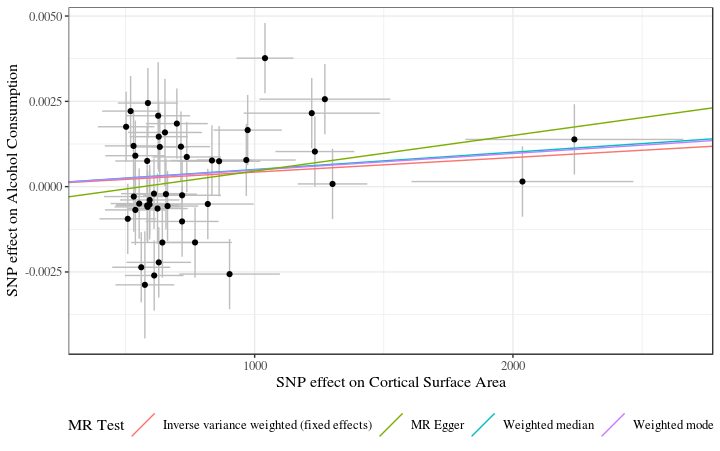 SNP effect on Alcohol Consumption
0.0050
0.0025
0.0000
-0.0025
1000
2000
SNP effect on Cortical Surface Area
MR Test
Inverse variance weighted (fixed effects)
MR Egger
Weighted median
Weighted mode